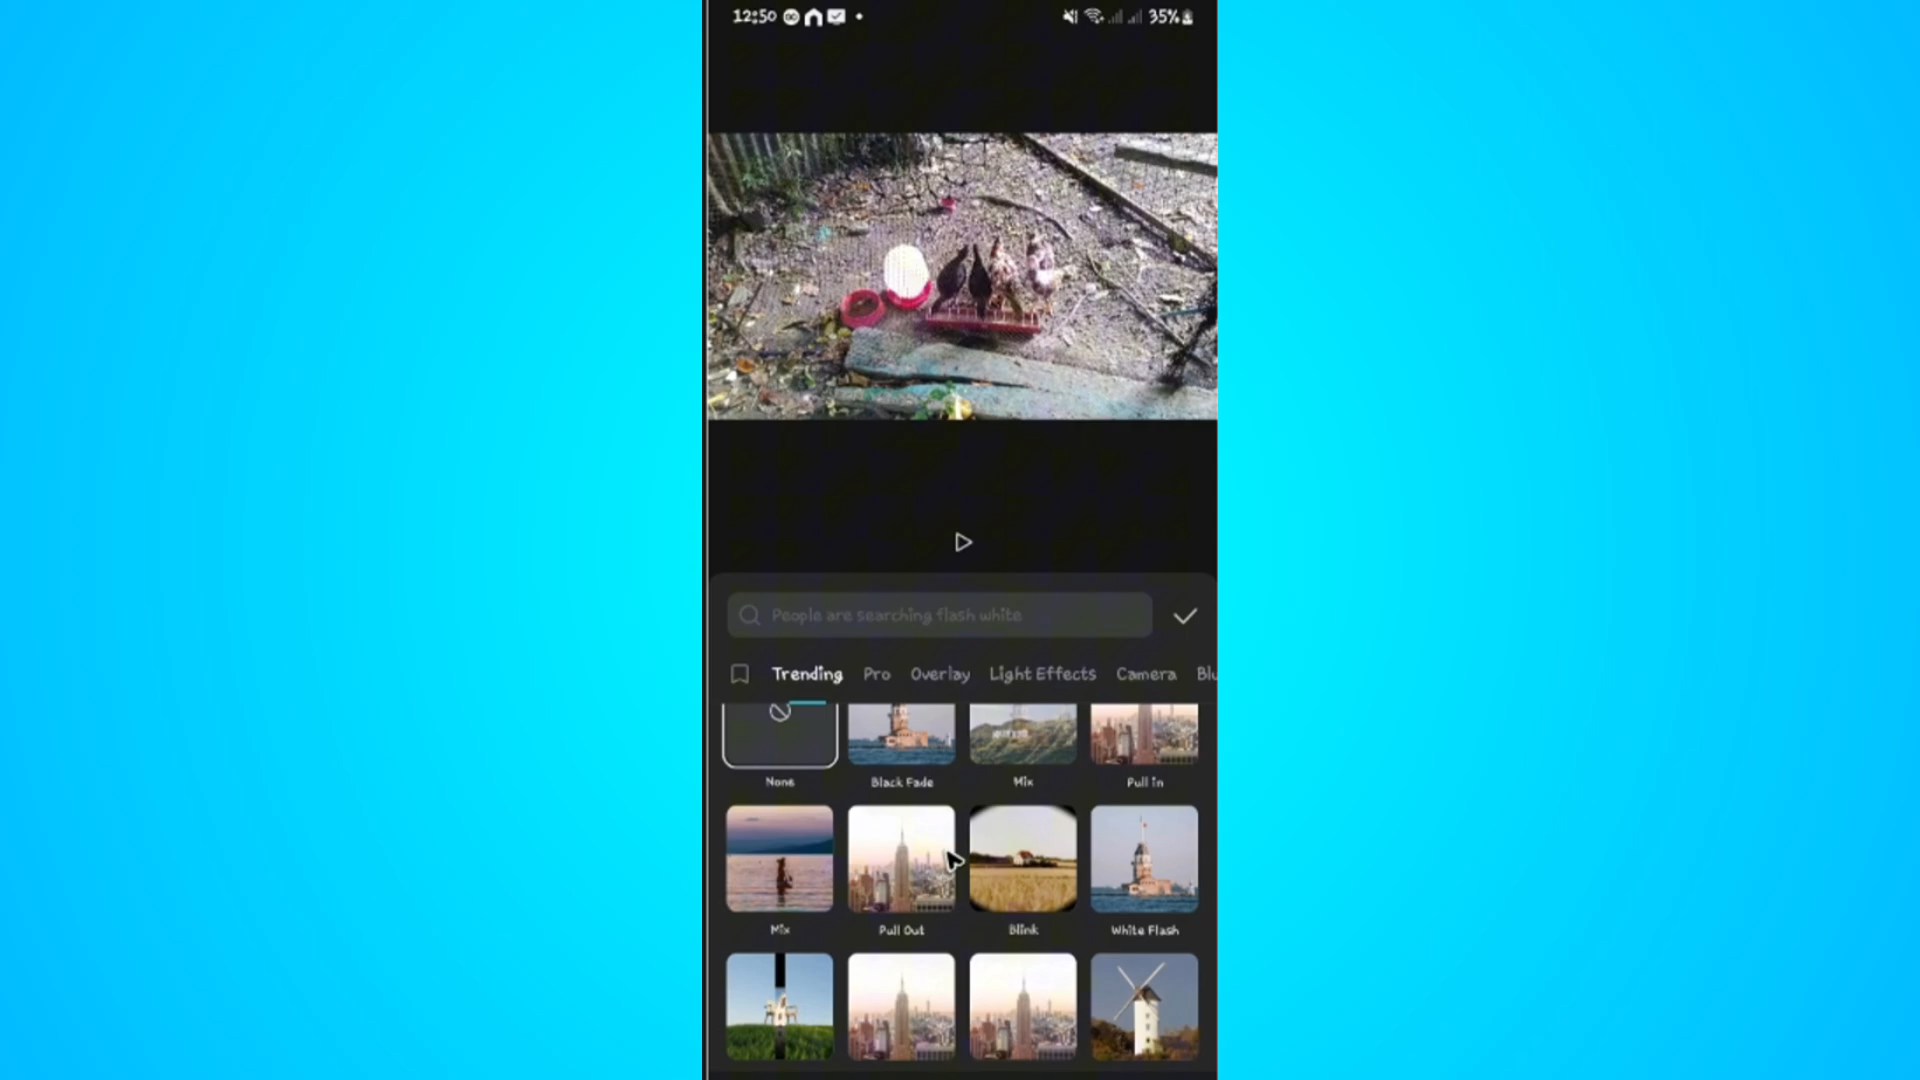 12:50
35%
People are searching flash white
Trending Pro Overlay Light Effects Camera Blu
None Black Fade Mix Pull in
Mix Pull Out Blink White Flash